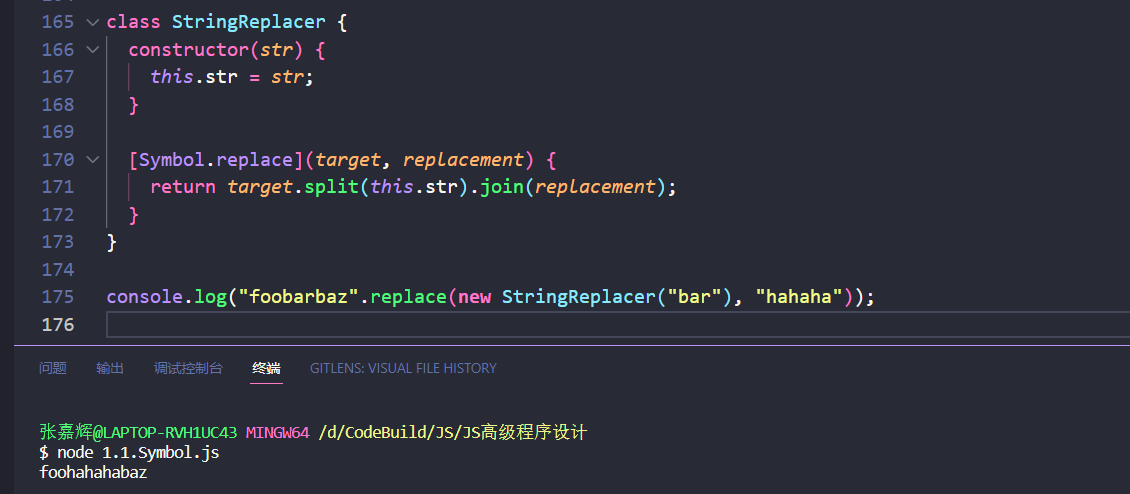 165 class StringReplacer {
166 constructor(str) {
167 this.str = str;
168 }
169
170 [Symbol.replace](target, replacement) {
171 return target.split(this.str).join(replacement);
172 }
173 }
174
175 console.log("foobarbaz".replace(new StringReplacer("bar"), "hahaha"));
176
问题 输出 调试控制台 终端 GITLENS: VISUAL FILE HISTORY
张嘉辉@LAPTOP-RVH1UC43 MINGW64 /d/CodeBuild/JS/JS高级程序设计
$ node 1.1.Symbol.js
foohahahabaz